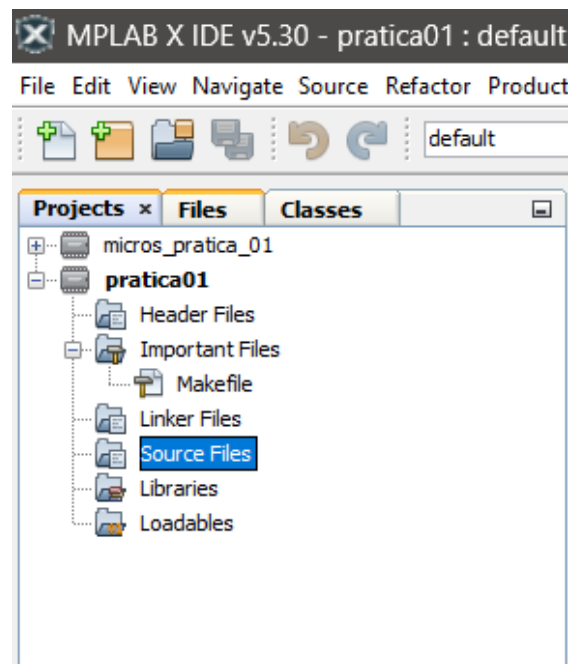 MPLAB X IDE v5.30 - pratica01 : default
File Edit View Navigate Source Refactor Product
default
Projects × Files Classes
micros_pratica_01
pratica01
Header Files
Important Files
Makefile
Linker Files
Source Files
Libraries
Loadables